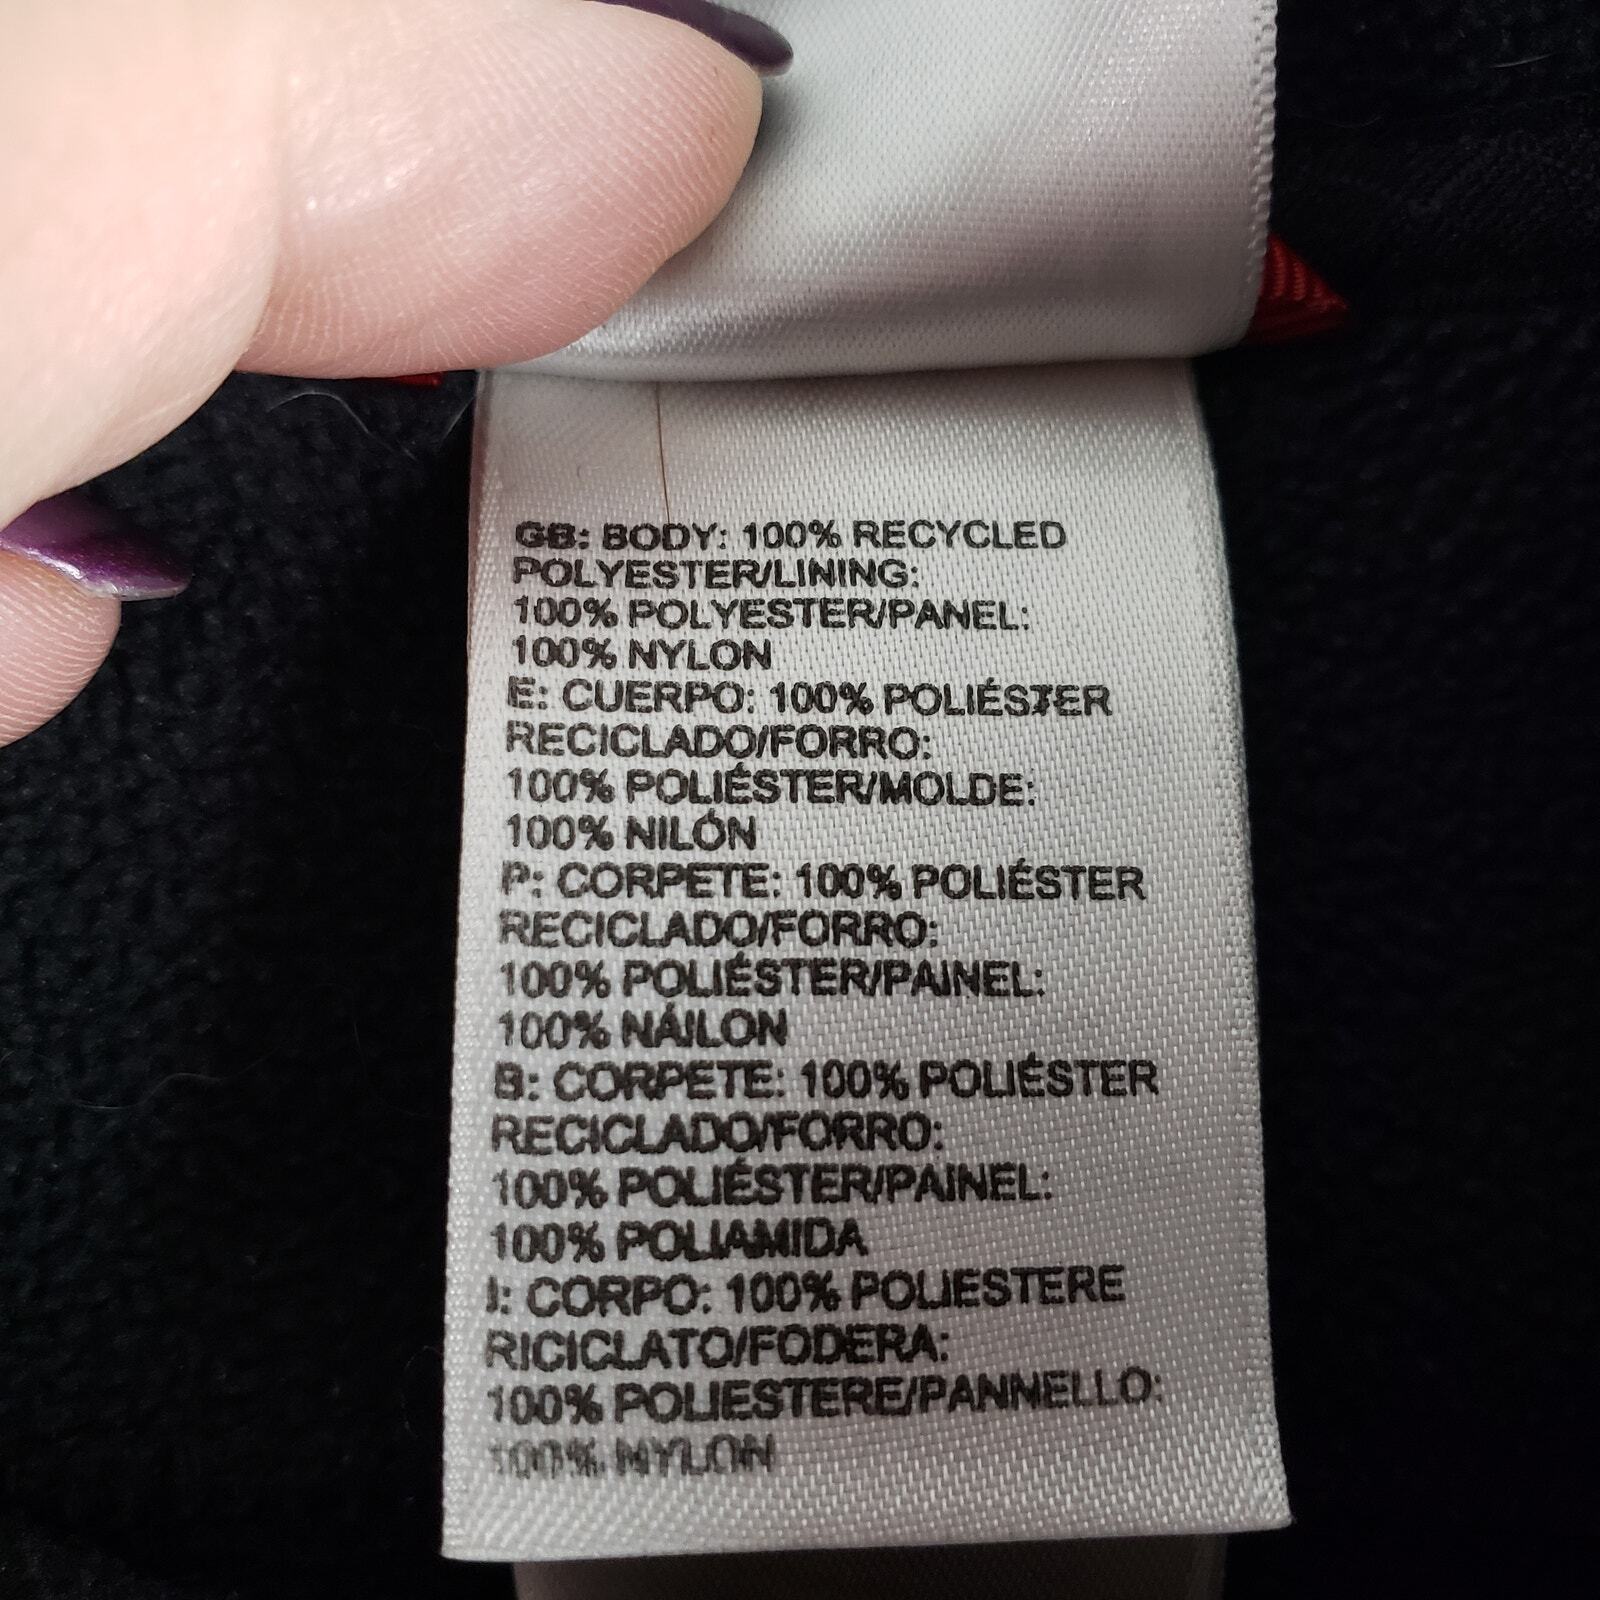 GB: BODY: 100% RECYCLED
POLYESTER/LINING:
100% POLYESTER/PANEL:
100% NYLON
E: CUERPO: 100% POLIÉSTER
RECICLADO/FORRO:
100% POLIÉSTER/MOLDE:
100% NILÓN
P: CORPETE: 100% POLIÉSTER
RECICLADO/FORRO:
100% POLIÉSTER/PAINEL:
100% NÁILON
B: CORPETE: 100% POLIÉSTER
RECICLADO/FORRO:
100% POLIÉSTER/PAINEL:
100% POLIAMIDA
I: CORPO: 100% POLIESTERE
RICICLATO/FODERA:
100% POLIESTERE/PANNELLO:
100% NYLON